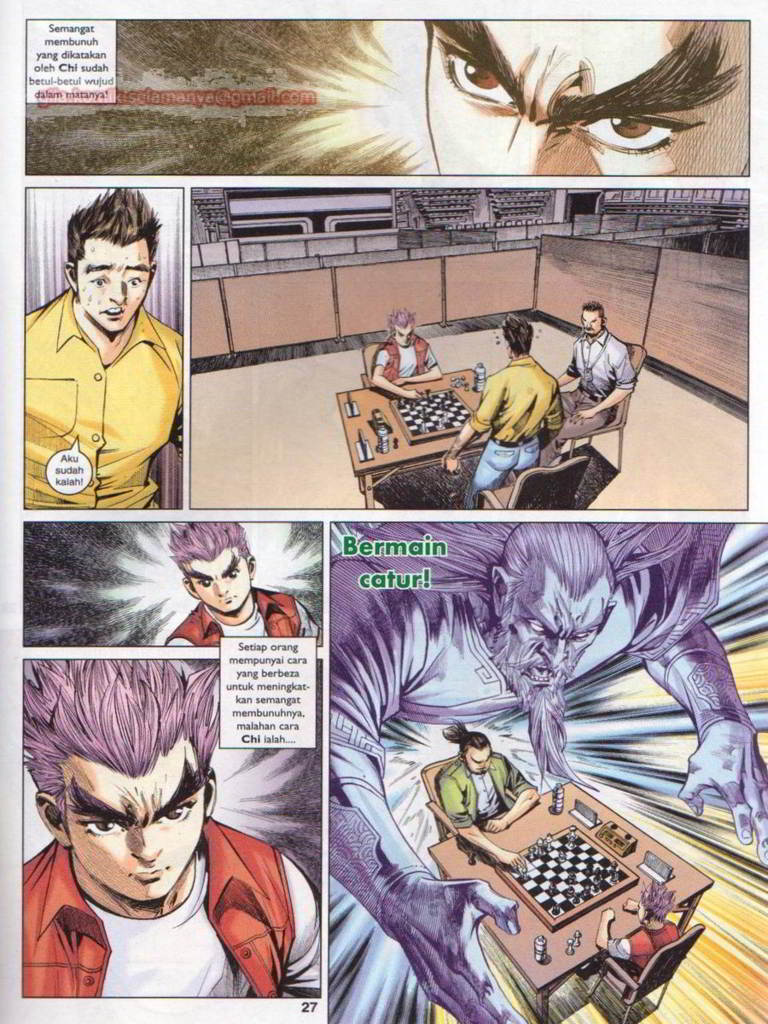 Semangat
membunuh
yang dikatakan
oleh Chi sudah
betul-betul wujud
dalam matanya!
Aku
sudah
kalah!
Setiap orang
mempunyai cara
yang berbeza
untuk meningkat-
kan semangat
membunuhnya,
malahan cara
Chi ialah....
Bermain
catur!
27